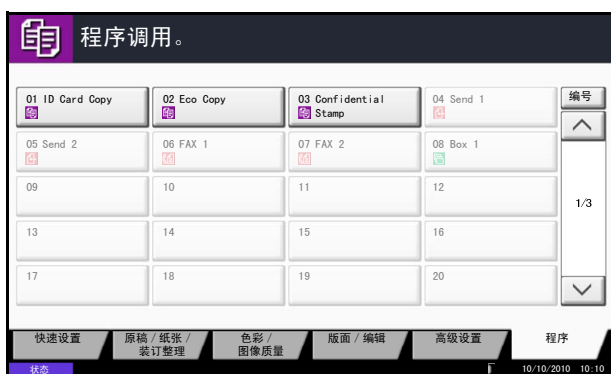 程序调用。
01 ID Card Copy
02 Eco Copy
03 Confidential
Stamp
04 Send 1
编号
05 Send 2
06 FAX 1
07 FAX 2
08 Box 1
09
10
11
12
1/3
13
14
15
16
17
18
19
20
快速设置
原稿 / 纸张 /
装订整理
色彩 /
图像质量
版面 / 编辑
高级设置
程序
状态
10/10/2010 10:10